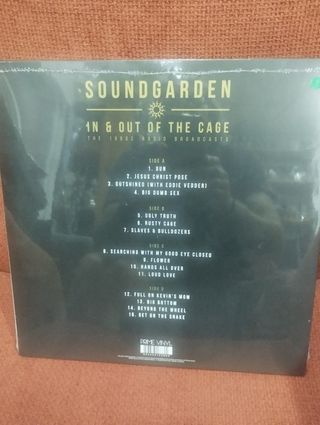 SOUNDGARDEN
IN & OUT OF THE CAGE
THE 1990S RADIO BROADCASTS
SIDE A
1. GUN
2. JESUS CHRIST POSE
3. OUTSHINED (WITH EDDIE VEDDER)
4. BIG DUMB SEX
SIDE B
5. UGLY TRUTH
6. RUSTY CAGE
7. SLAVES & BULLDOZERS
SIDE C
8. SEARCHING WITH MY GOOD EYE CLOSED
9. FLOWER
10. HANDS ALL OVER
11. LOUD LOVE
SIDE D
12. FULL ON KEVIN'S MOM
13. BIG BOTTOM
14. BEYOND THE WHEEL
15. GET ON THE SNAKE
PRIME VINYL